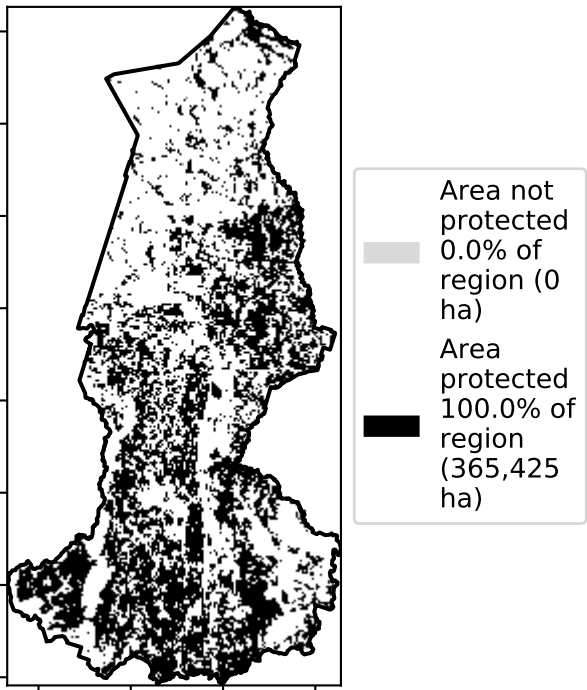 Area not
protected
0.0% of
region (0
ha)
Area
protected
100.0% of
region
(365,425
ha)